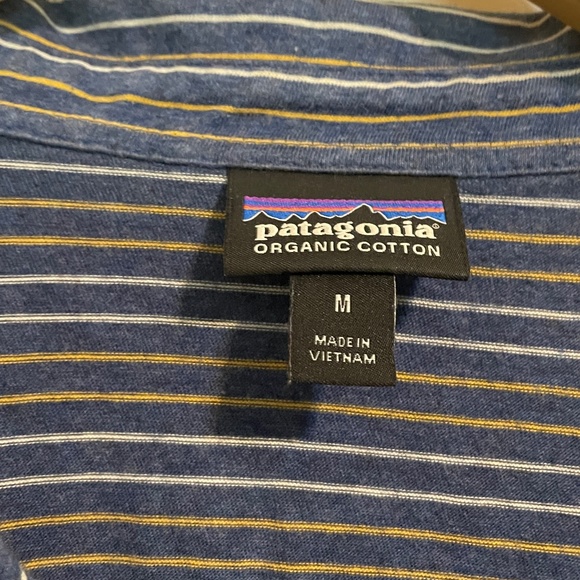 patagonia®
ORGANIC COTTON
M
MADE IN
VIETNAM